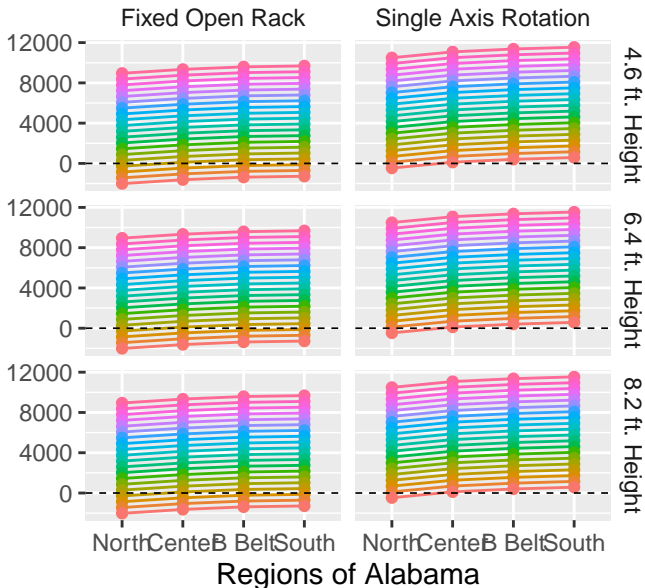 Fixed Open Rack Single Axis Rotation
12000
8000
4000
0
4.6 ft. Height
12000
8000
4000
0
6.4 ft. Height
12000
8000
4000
0
8.2 ft. Height
North Center B Belt South North Center B Belt South
Regions of Alabama